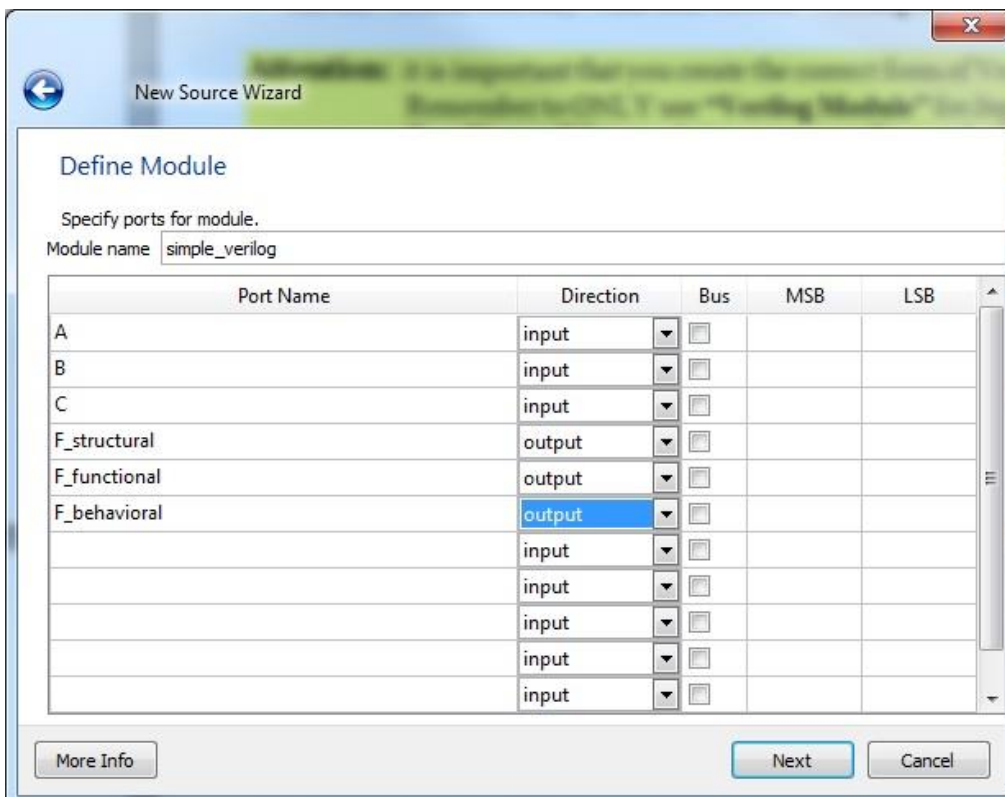 New Source Wizard
Define Module
Specify ports for module.
Module name simple_verilog
Port Name Direction Bus MSB LSB
A input
B input
C input
F_structural output
F_functional output
F_behavioral output
input
input
input
input
input
More Info Next Cancel